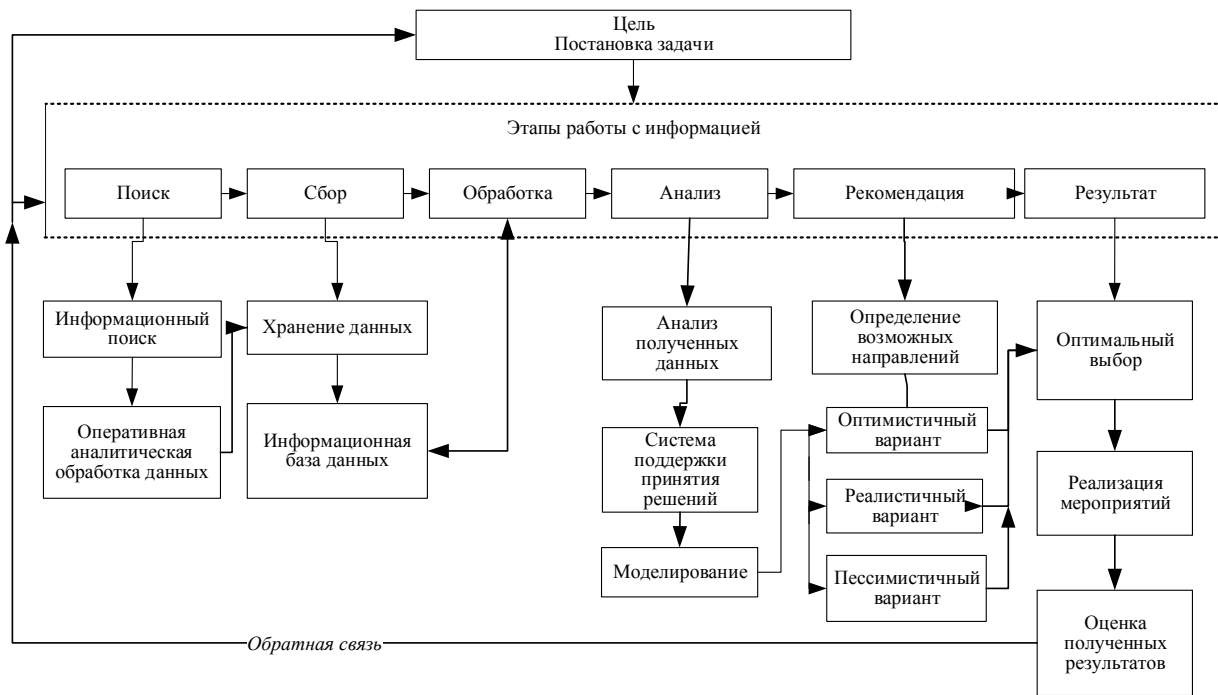 Цель
Постановка задачи
Этапы работы с информацией
Поиск
Сбор
Обработка
Анализ
Рекомендация
Результат
Информационный
поиск
Оперативная
аналитическая
обработка данных
Хранение данных
Информационная
база данных
Анализ
полученных
данных
Система
поддержки
принятия
решений
Моделирование
Определение
возможных
направлений
Оптимистичный
вариант
Реалистичный
вариант
Пессимистичный
вариант
Оптимальный
выбор
Реализация
мероприятий
Оценка
полученных
результатов
Обратная связь